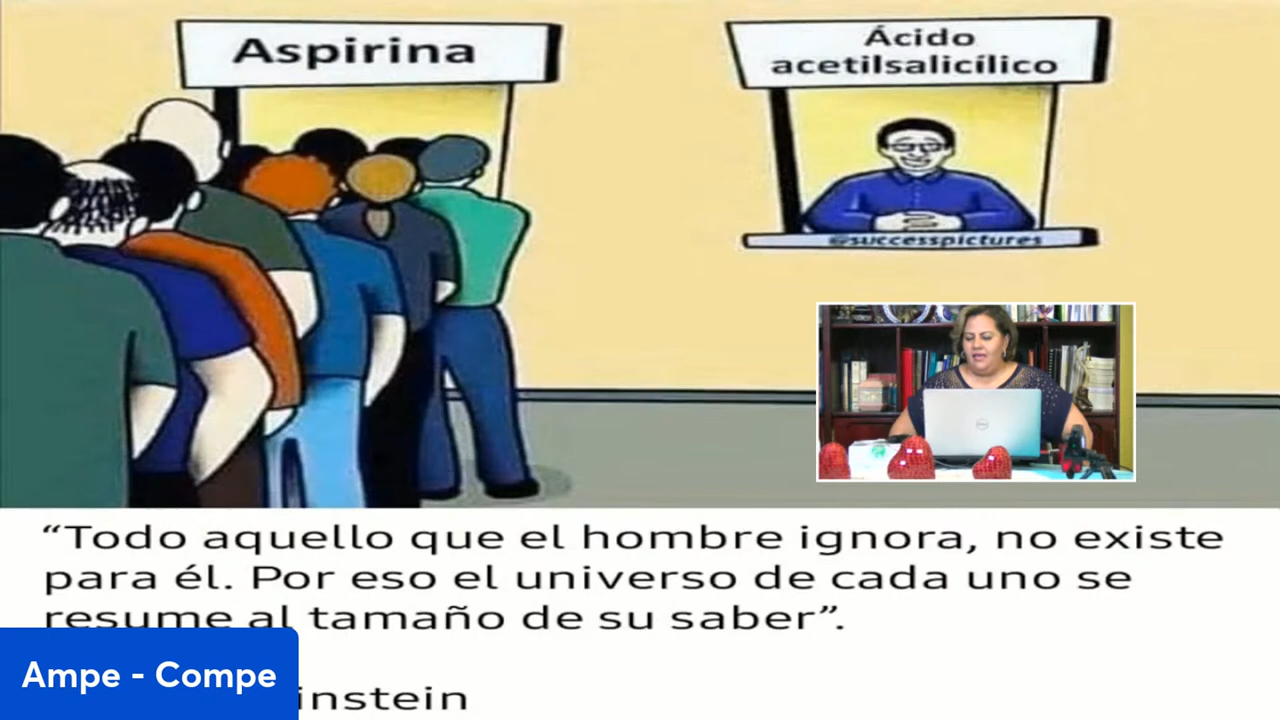 Aspirina
Ácido
acetilsalicílico
@successpictures
“Todo aquello que el hombre ignora, no existe
para él. Por eso el universo de cada uno se
resume al tamaño de su saber”.
Ampe - Compe
instein